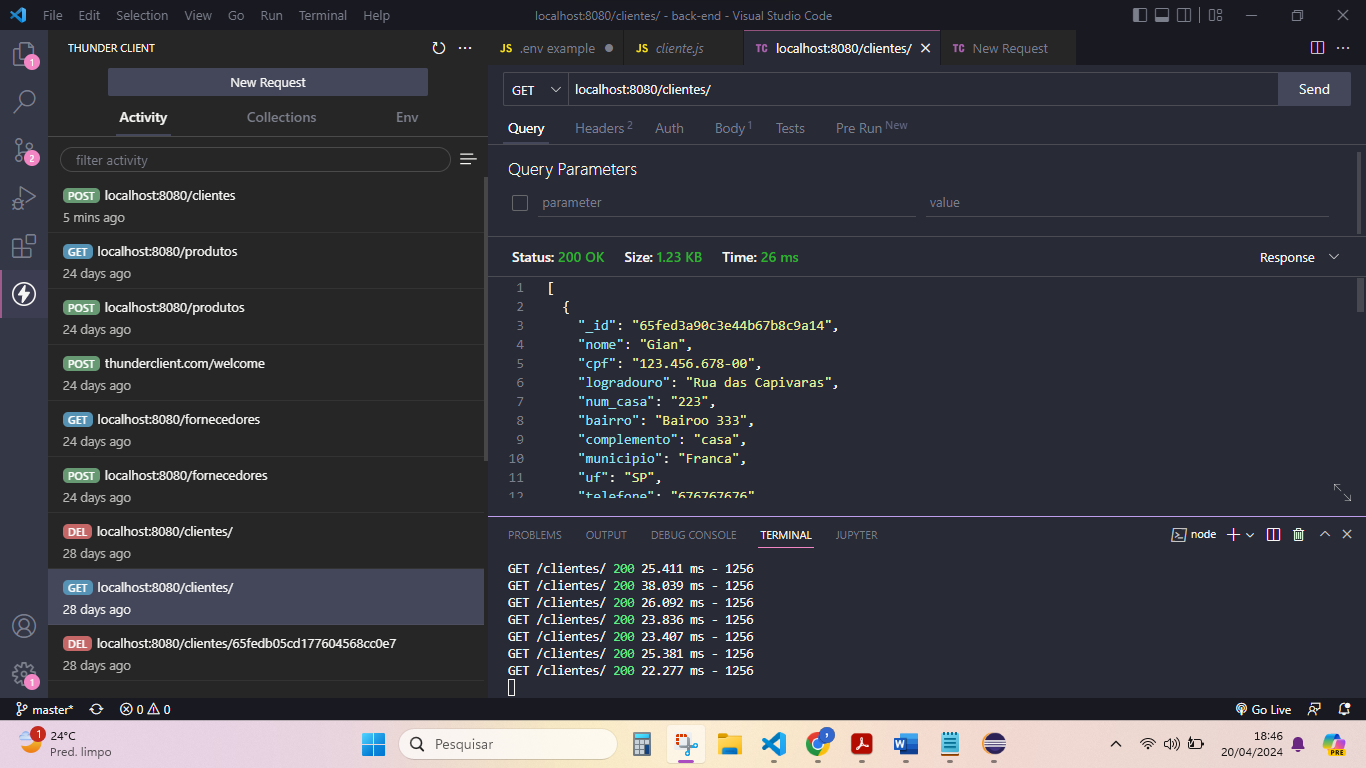 File Edit Selection View Go Run Terminal Help
localhost:8080/clientes/ - back-end - Visual Studio Code
THUNDER CLIENT
New Request
Activity Collections Env
filter activity
POST localhost:8080/clientes
5 mins ago
GET localhost:8080/produtos
24 days ago
POST localhost:8080/produtos
24 days ago
POST thunderclient.com/welcome
24 days ago
GET localhost:8080/fornecedores
24 days ago
POST localhost:8080/fornecedores
24 days ago
DEL localhost:8080/clientes/
28 days ago
GET localhost:8080/clientes/
28 days ago
DEL localhost:8080/clientes/65fedb05cd177604568cc0e7
28 days ago
1
2
1
JS .env example JS cliente.js TC localhost:8080/clientes/ TC New Request
GET localhost:8080/clientes/ Send
Query Headers 2 Auth Body 1 Tests Pre Run New
Query Parameters
parameter value
Status: 200 OK Size: 1.23 KB Time: 26 ms Response
1 [
2 {
3 "_id": "65fed3a90c3e44b67b8c9a14",
4 "nome": "Gian",
5 "cpf": "123.456.678-00",
6 "logradouro": "Rua das Capivaras",
7 "num_casa": "223",
8 "bairro": "Bairoo 333",
9 "complemento": "casa",
10 "municipio": "Franca",
11 "uf": "SP",
12 "telefone": "676767676"
PROBLEMS OUTPUT DEBUG CONSOLE TERMINAL JUPYTER node
GET /clientes/ 200 25.411 ms - 1256
GET /clientes/ 200 38.039 ms - 1256
GET /clientes/ 200 26.092 ms - 1256
GET /clientes/ 200 23.836 ms - 1256
GET /clientes/ 200 23.407 ms - 1256
GET /clientes/ 200 25.381 ms - 1256
GET /clientes/ 200 22.277 ms - 1256
master* 0 0 Go Live
1 24°C
Pred. limpo
Pesquisar
18:46
20/04/2024
PRE